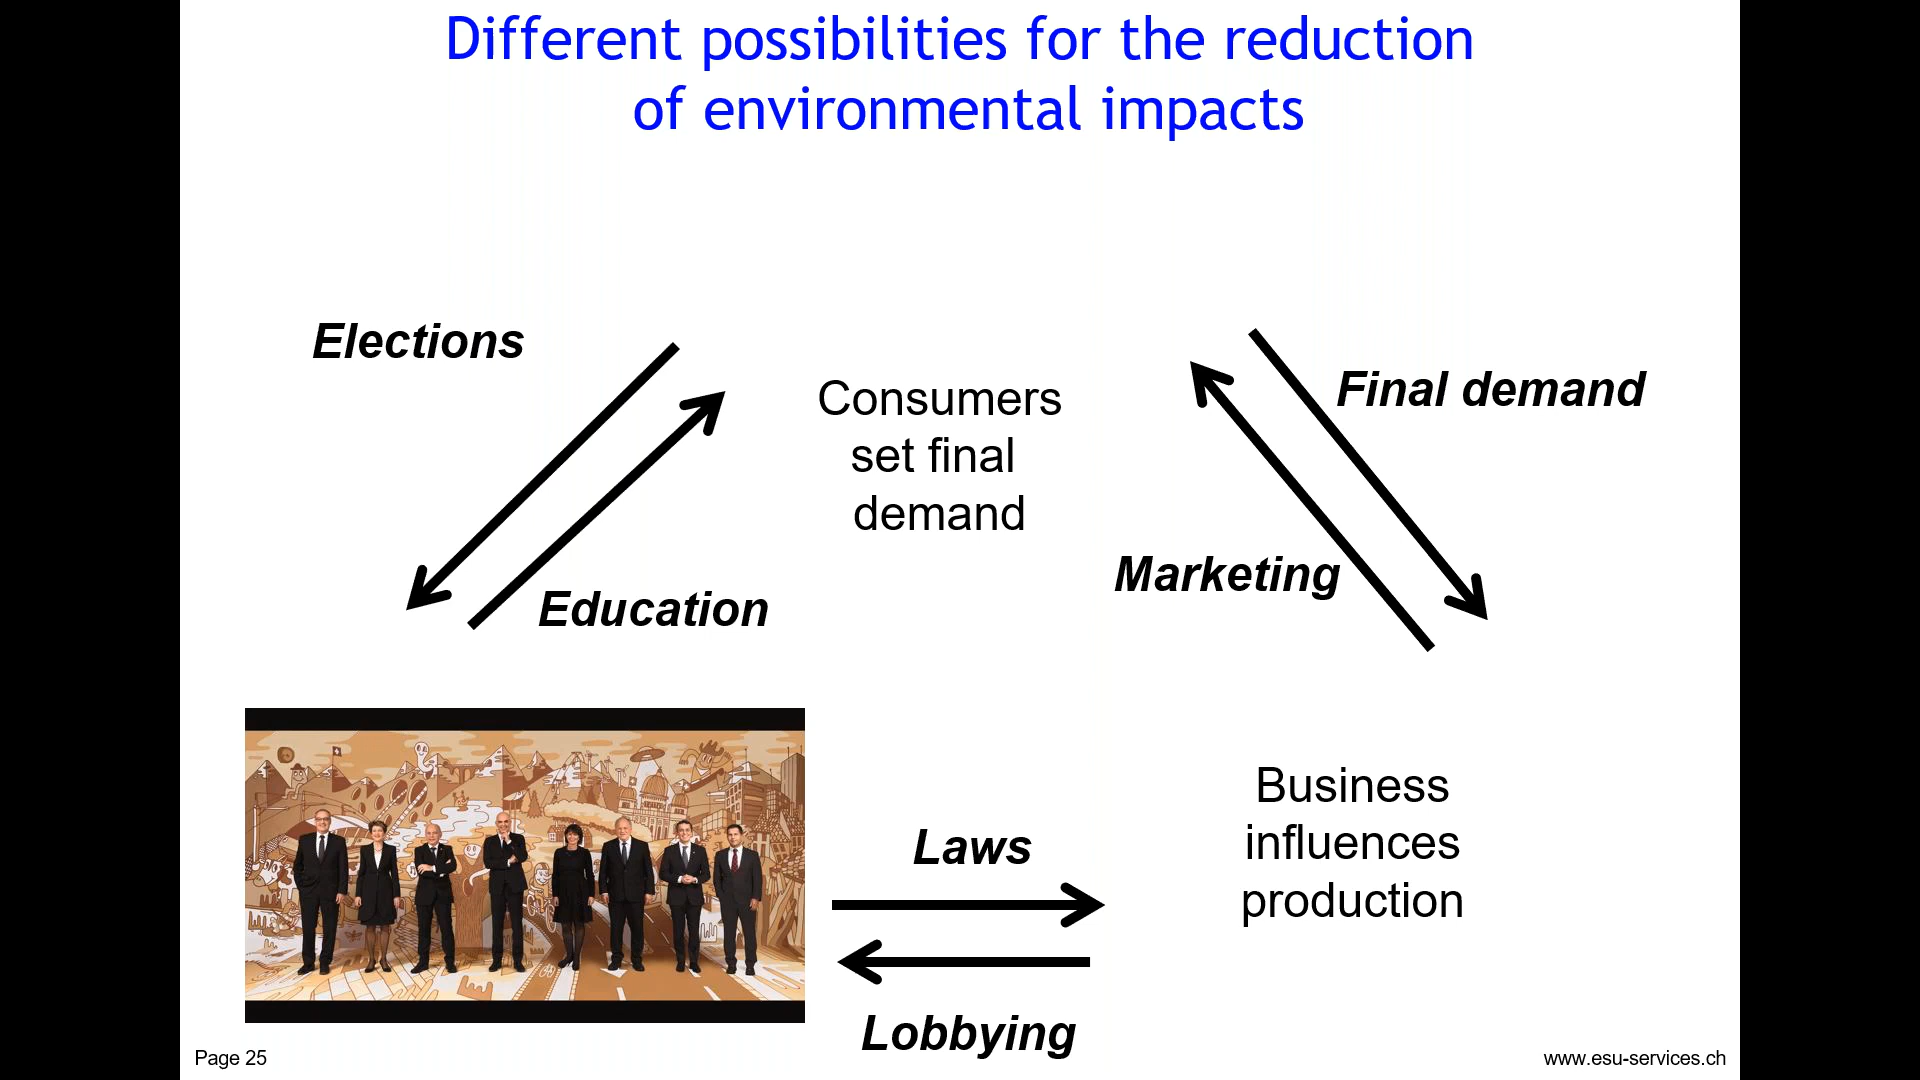 Different possibilities for the reduction
of environmental impacts
Elections
Final demand
Consumers
set final
demand
Marketing
Education
Business
influences
production
Laws
Lobbying
Page 25
www.esu-services.ch